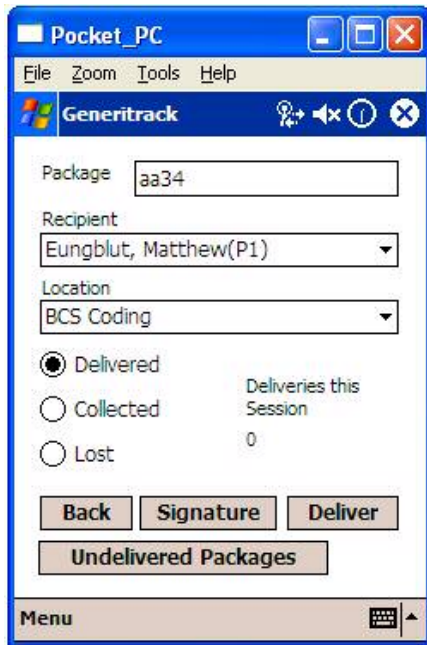 Pocket_PC
File Zoom Tools Help
Generitrack
Package aa34
Recipient
Eungblut, Matthew(P1)
Location
BCS Coding
Delivered
Collected
Lost
Deliveries this
Session
0
Back Signature Deliver
Undelivered Packages
Menu